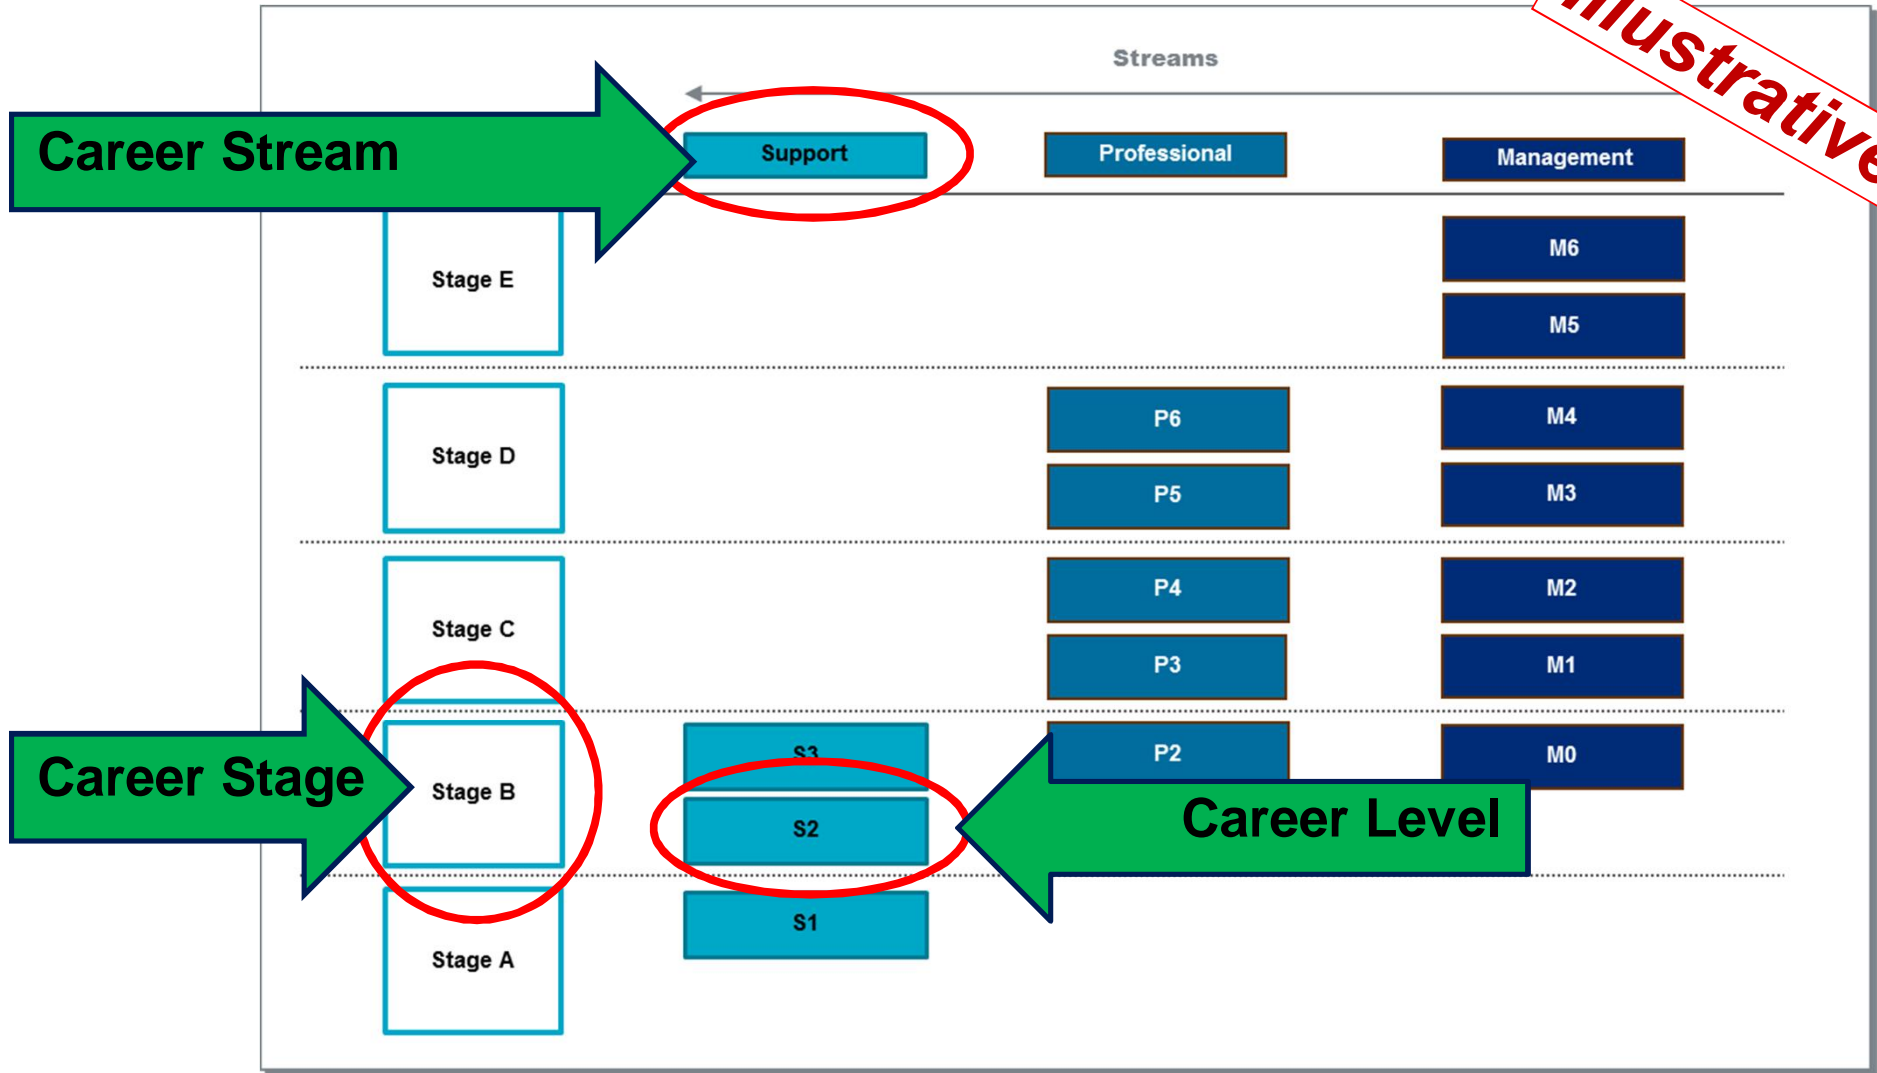 Illustrative
Streams
Career Stream
Support
Professional
Management
Stage E
M6
M5
Stage D
P6
M4
P5
M3
Stage C
P4
M2
P3
M1
Career Stage
Stage B
S3
P2
M0
S2
Career Level
Stage A
S1